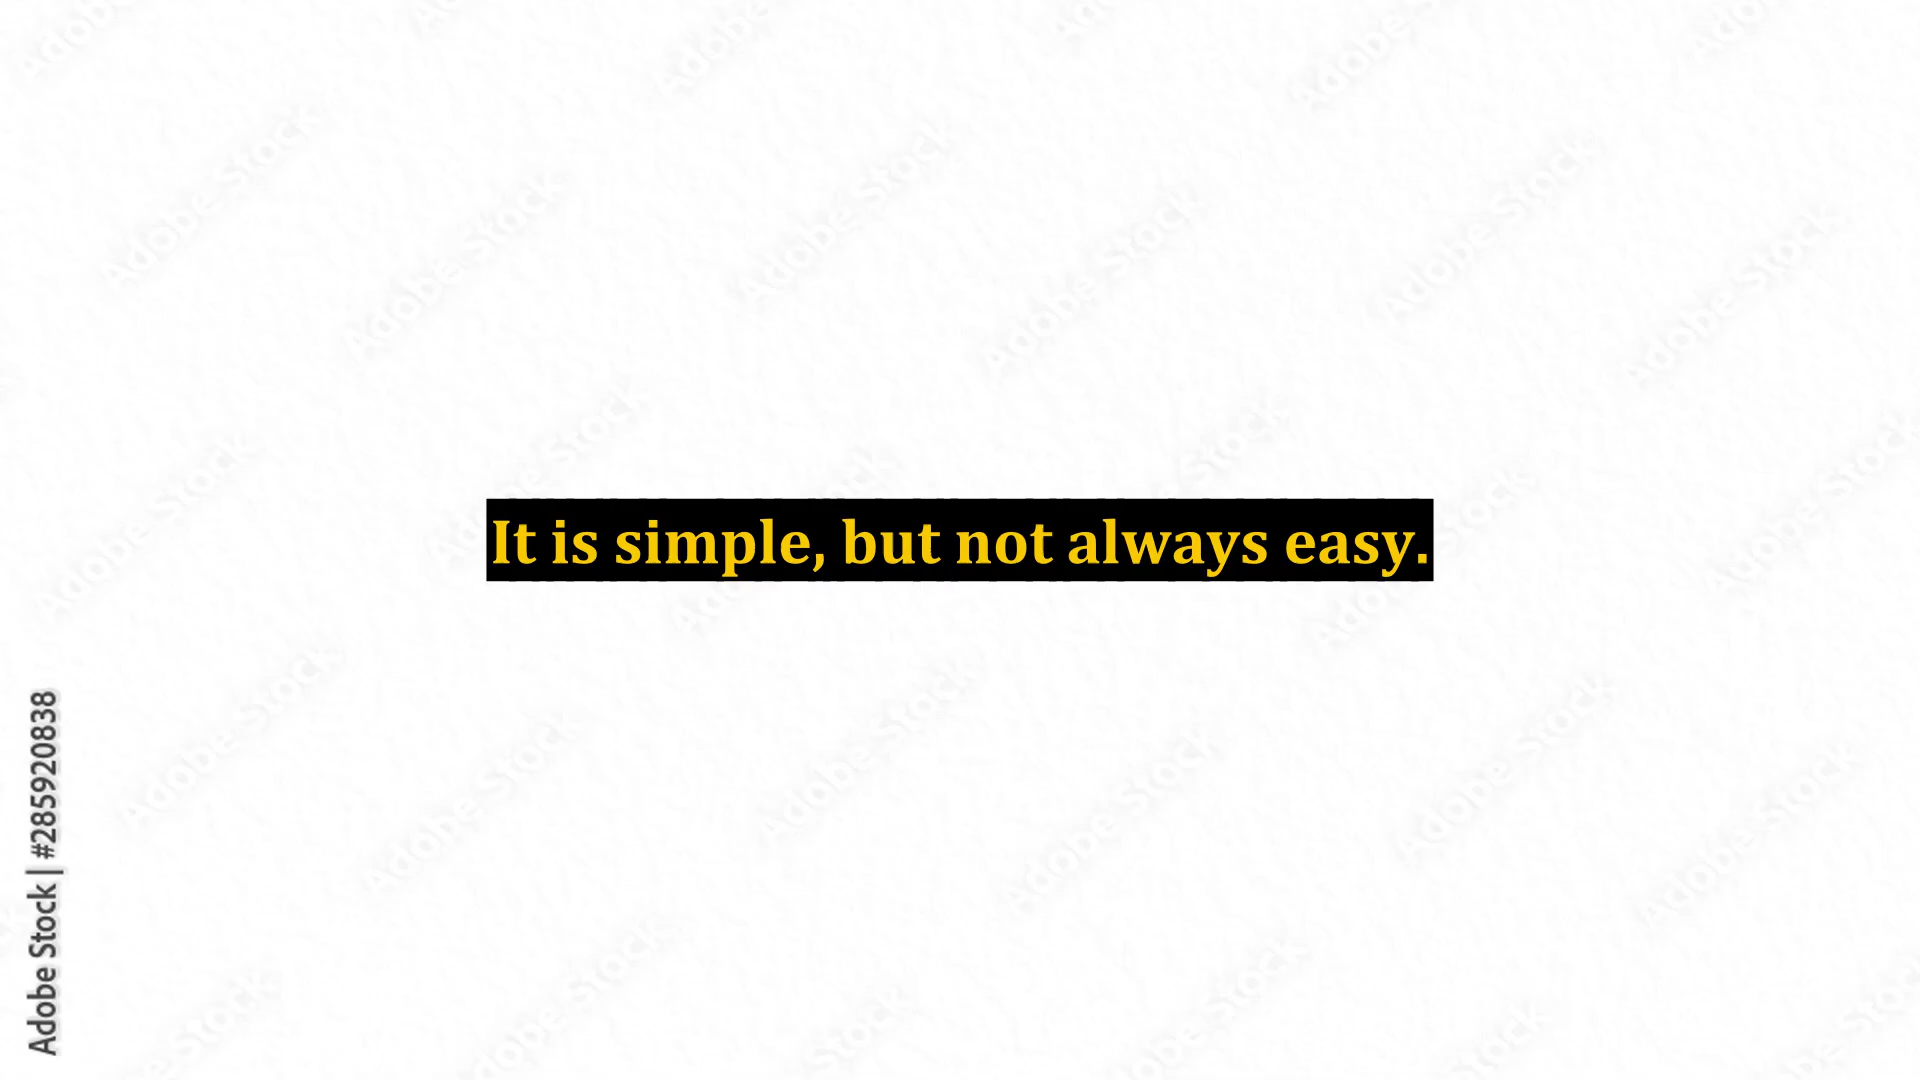 It is simple, but not always easy.
Adobe Stock | #285920838